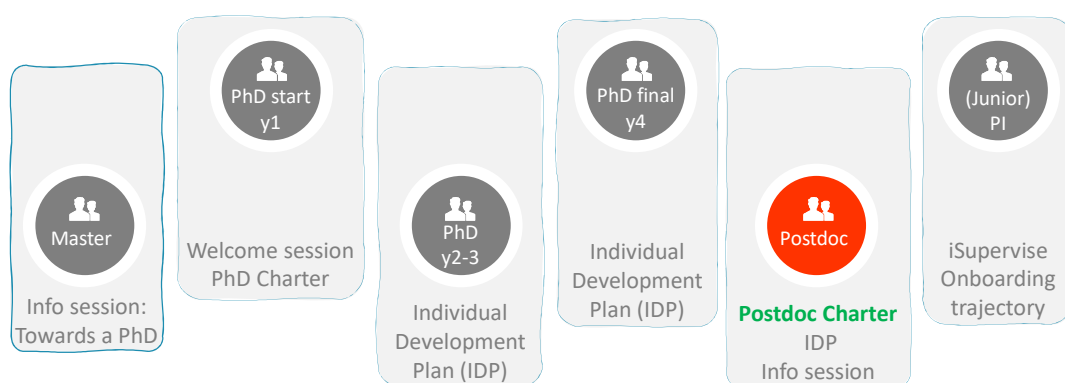 Master
Info session:
Towards a PhD
PhD start
y1
Welcome session
PhD Charter
PhD
y2-3
Individual
Development
Plan (IDP)
PhD final
y4
Individual
Development
Plan (IDP)
Postdoc
Postdoc Charter
IDP
Info session
(Junior)
PI
iSupervise
Onboarding
trajectory